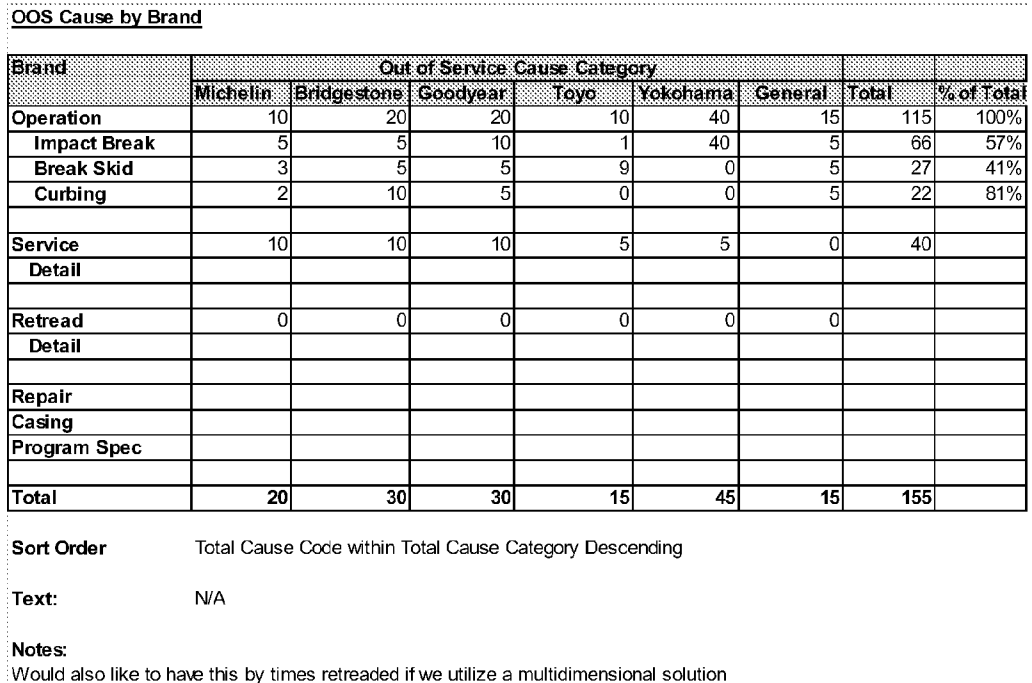 OOS Cause by Brand
Brand Out of Service Cause Category
Michelin Bridgestone Goodyear Toyo Yokohama General Total % of Total
Operation 10 20 20 10 40 15 115 100%
Impact Break 5 5 10 1 40 5 66 57%
Break Skid 3 5 5 9 0 5 27 41%
Curbing 2 10 5 0 0 5 22 81%
Service 10 10 10 5 5 0 40
Detail
Retread 0 0 0 0 0 0
Detail
Repair
Casing
Program Spec
Total 20 30 30 15 45 15 155
Sort Order Total Cause Code within Total Cause Category Descending
Text: N/A
Notes:
Would also like to have this by times retreaded if we utilize a multidimensional solution